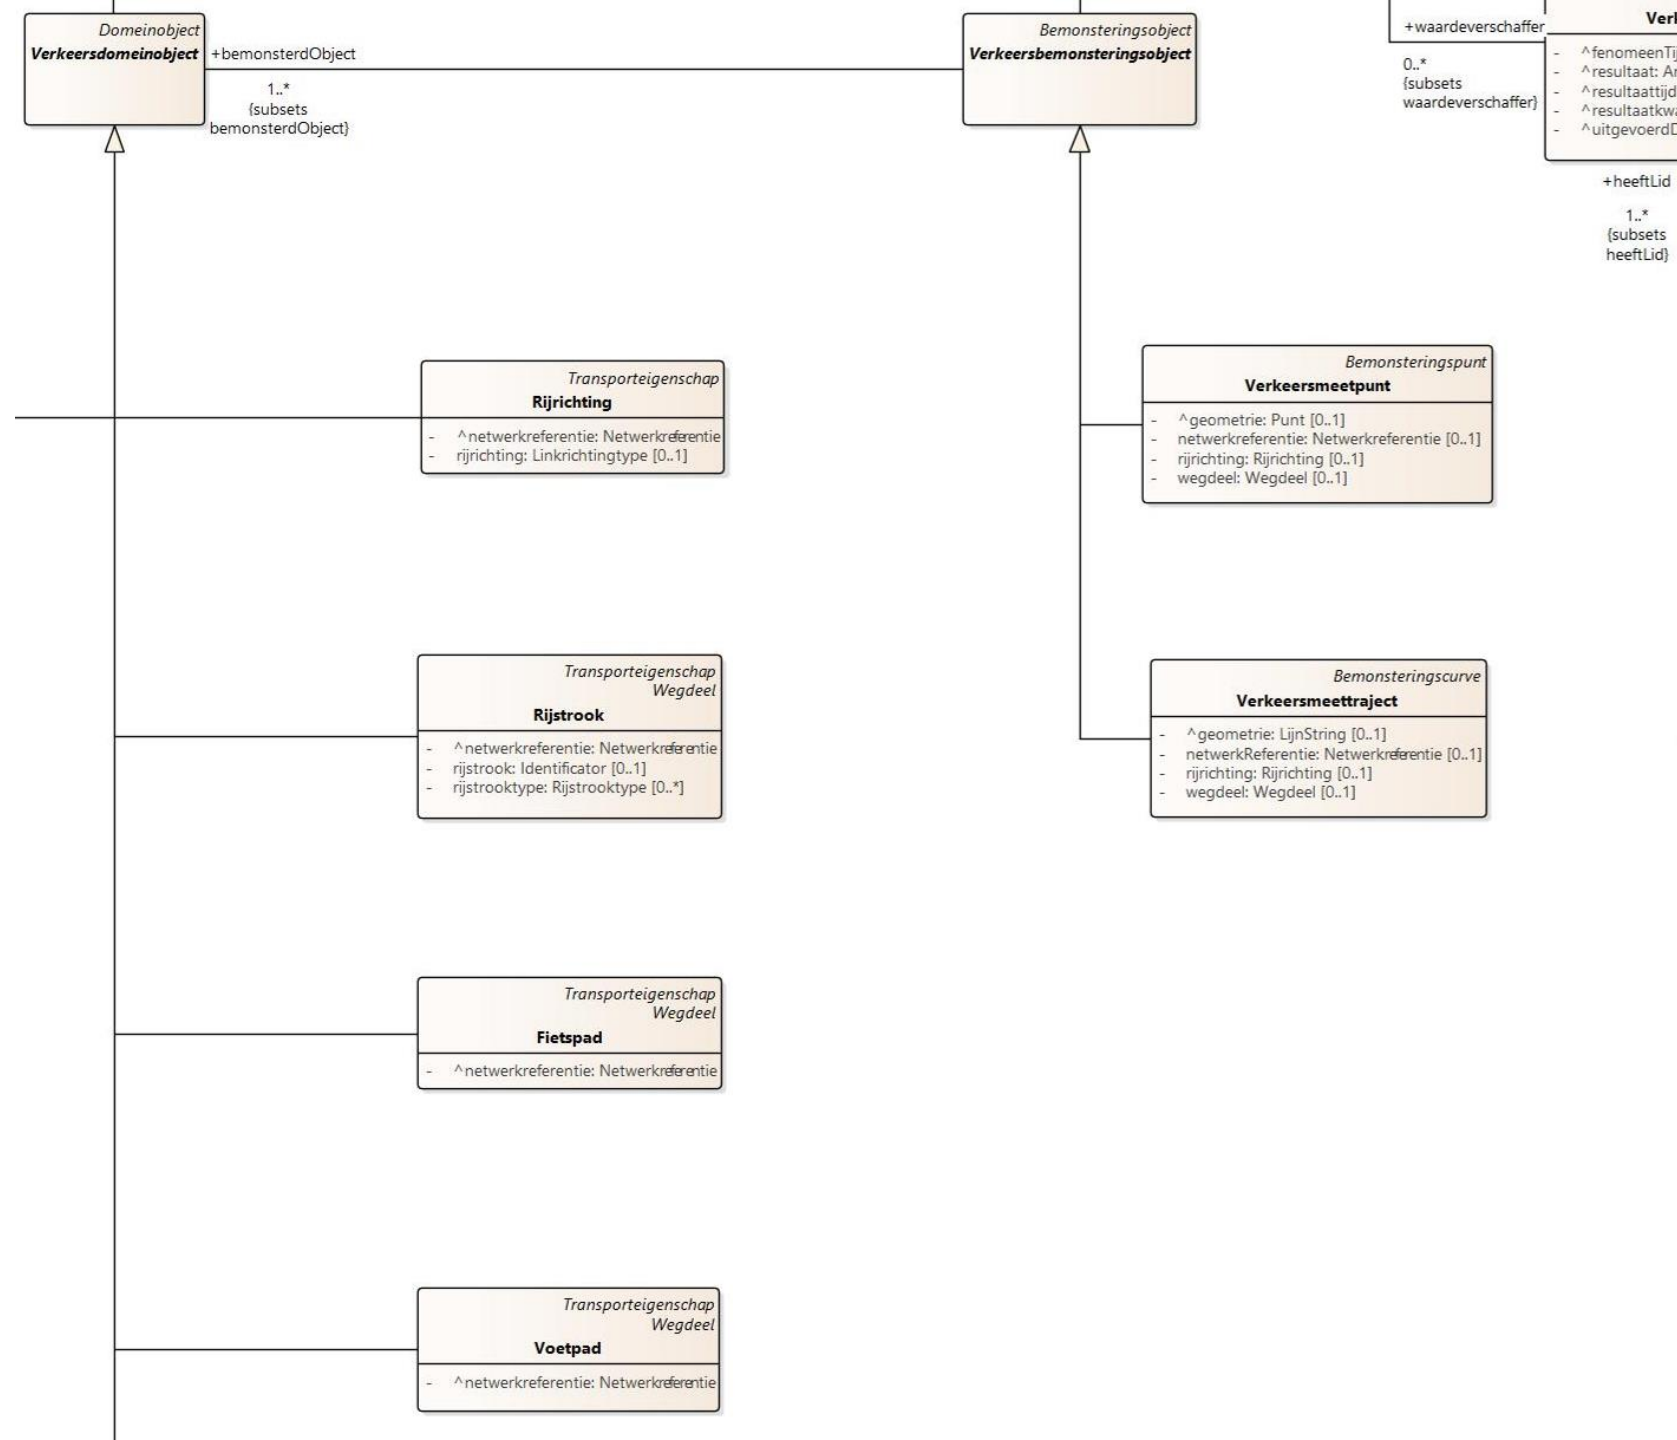 Domeinobject
Verkeersdomeinobject
+bemonsterdObject
1..*
{subsets
bemonsterdObject}
Bemonsteringsobject
Verkeersbemonsteringsobject
+waardeverschaffer
0..*
{subsets
waardeverschaffer}
- ^resultaat:
+heeftLid
1..*
{subsets
heeftLid}
Transporteigenschap
Rijrichting
- ^netwerkreferentie: Netwerkreferentie
- rijrichting: Linkrichtingtype [0..1]
Bemonsteringspunt
Verkeersmeetpunt
- ^geometrie: Punt [0..1]
- netwerkreferentie: Netwerkreferentie [0..1]
- rijrichting: Rijrichting [0..1]
- wegdeel: Wegdeel [0..1]
Transporteigenschap
Wegdeel
Rijstrook
- ^netwerkreferentie: Netwerkreferentie
- rijstrook: Identificator [0..1]
- rijstrooktype: Rijstrooktype [0..*]
Bemonsteringscurve
Verkeersmeettraject
- ^geometrie: LijnString [0..1]
- netwerkReferentie: Netwerkreferentie [0..1]
- rijrichting: Rijrichting [0..1]
- wegdeel: Wegdeel [0..1]
Transporteigenschap
Wegdeel
Fietspad
- ^netwerkreferentie: Netwerkreferentie
Transporteigenschap
Wegdeel
Voetpad
- ^netwerkreferentie: Netwerkreferentie